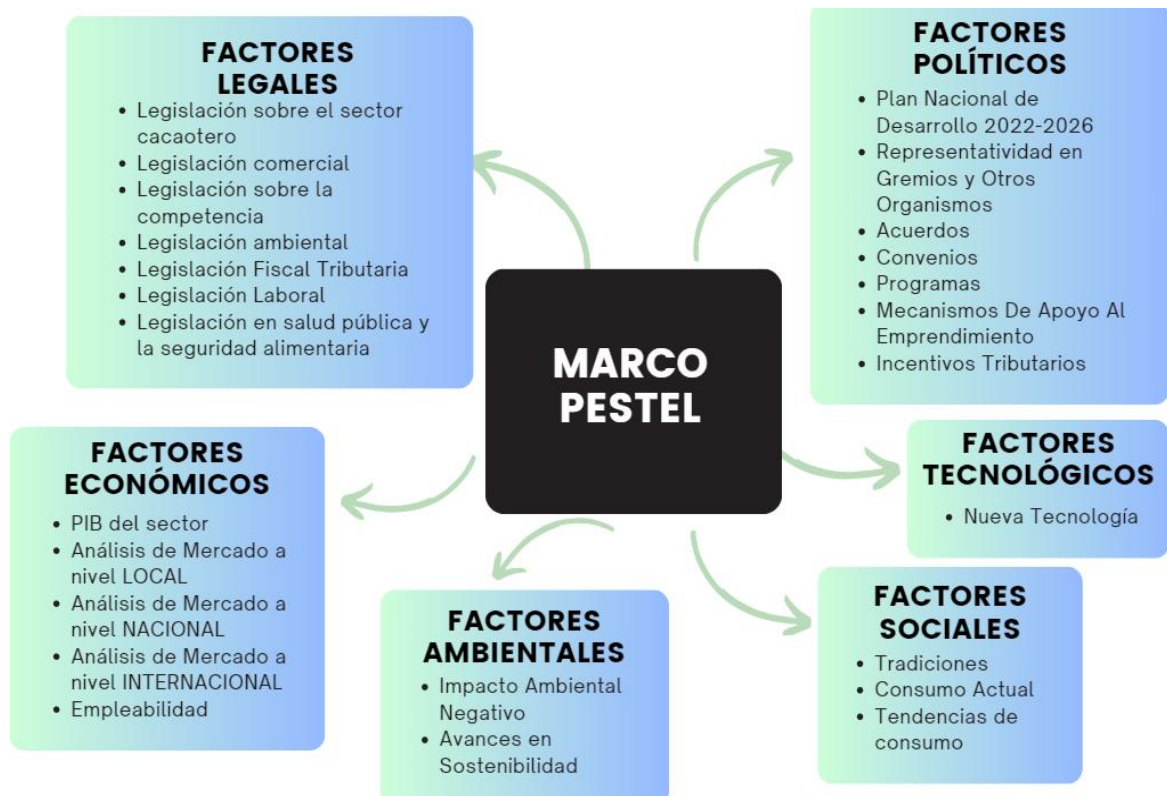 FACTORES
LEGALES
• Legislación sobre el sector
cacaotero
• Legislación comercial
• Legislación sobre la
competencia
• Legislación ambiental
• Legislación Fiscal Tributaria
• Legislación Laboral
• Legislación en salud pública y
la seguridad alimentaria
FACTORES
POLÍTICOS
• Plan Nacional de
Desarrollo 2022-2026
• Representatividad en
Gremios y Otros
Organismos
• Acuerdos
• Convenios
• Programas
• Mecanismos De Apoyo Al
Emprendimiento
• Incentivos Tributarios
MARCO
PESTEL
FACTORES
ECONÓMICOS
• PIB del sector
• Análisis de Mercado a
nivel LOCAL
• Análisis de Mercado a
nivel NACIONAL
• Análisis de Mercado a
nivel INTERNACIONAL
• Empleabilidad
FACTORES
TECNOLÓGICOS
• Nueva Tecnología
FACTORES
AMBIENTALES
• Impacto Ambiental
Negativo
• Avances en
Sostenibilidad
FACTORES
SOCIALES
• Tradiciones
• Consumo Actual
• Tendencias de
consumo